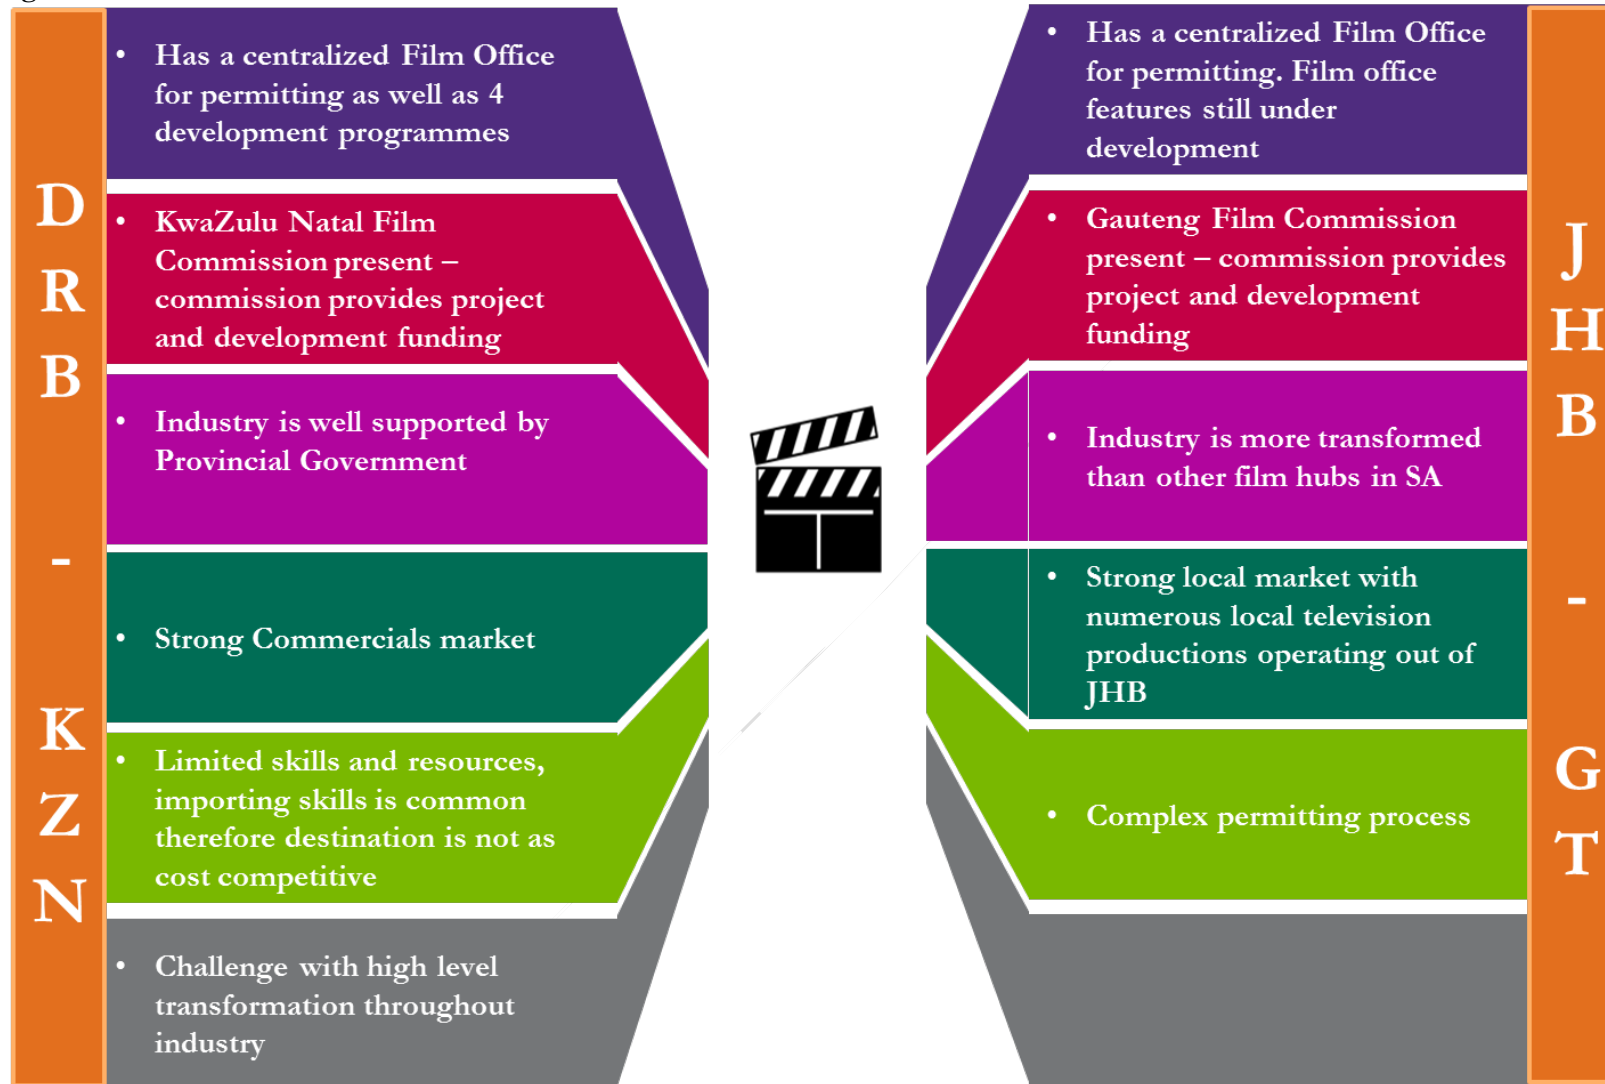 D
R
B
-
K
Z
N
• Has a centralized Film Office
for permitting as well as 4
development programmes
• KwaZulu Natal Film
Commission present –
commission provides project
and development funding
• Industry is well supported by
Provincial Government
• Strong Commercials market
• Limited skills and resources,
importing skills is common
therefore destination is not as
cost competitive
• Challenge with high level
transformation throughout
industry
• Has a centralized Film Office
for permitting. Film office
features still under
development
• Gauteng Film Commission
present – commission provides
project and development
funding
• Industry is more transformed
than other film hubs in SA
• Strong local market with
numerous local television
productions operating out of
JHB
• Complex permitting process
J
H
B
-
G
T